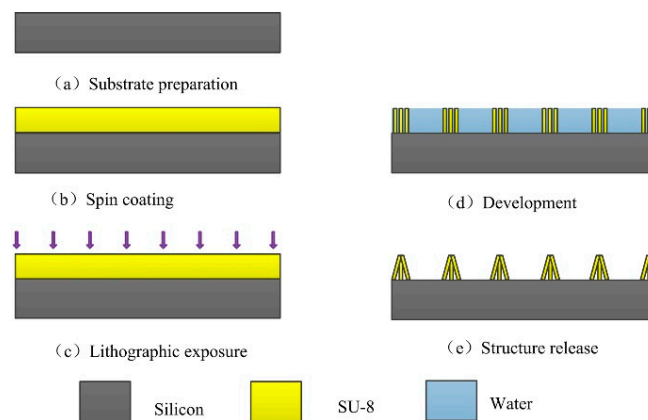 （a）Substrate preparation
（b）Spin coating
（c）Lithographic exposure
（d）Development
（e）Structure release
Silicon
SU-8
Water